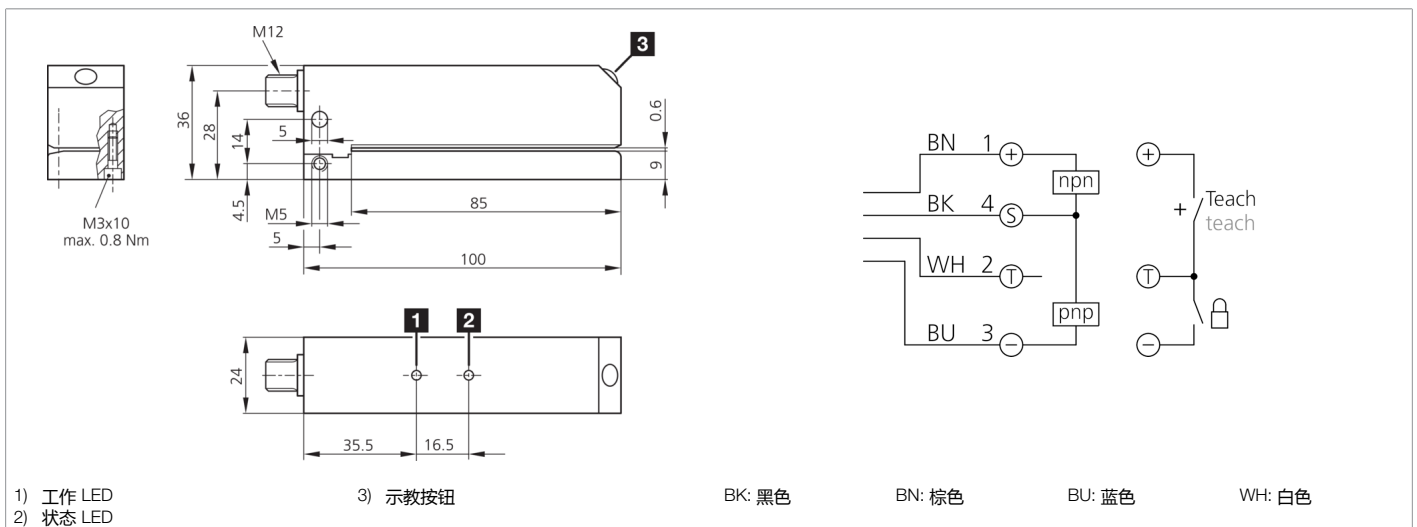 M12
3
36
28
14
5
4.5
M5
5
85
100
0.6
9
M3x10
max. 0.8 Nm
1
2
24
35.5
16.5
BN 1 +
npn
BK 4 S
WH 2 T
pnp
BU 3 −
+
+ Teach
teach
T
−
1) 工作 LED
2) 状态 LED
3) 示教按钮
BK: 黑色
BN: 棕色
BU: 蓝色
WH: 白色